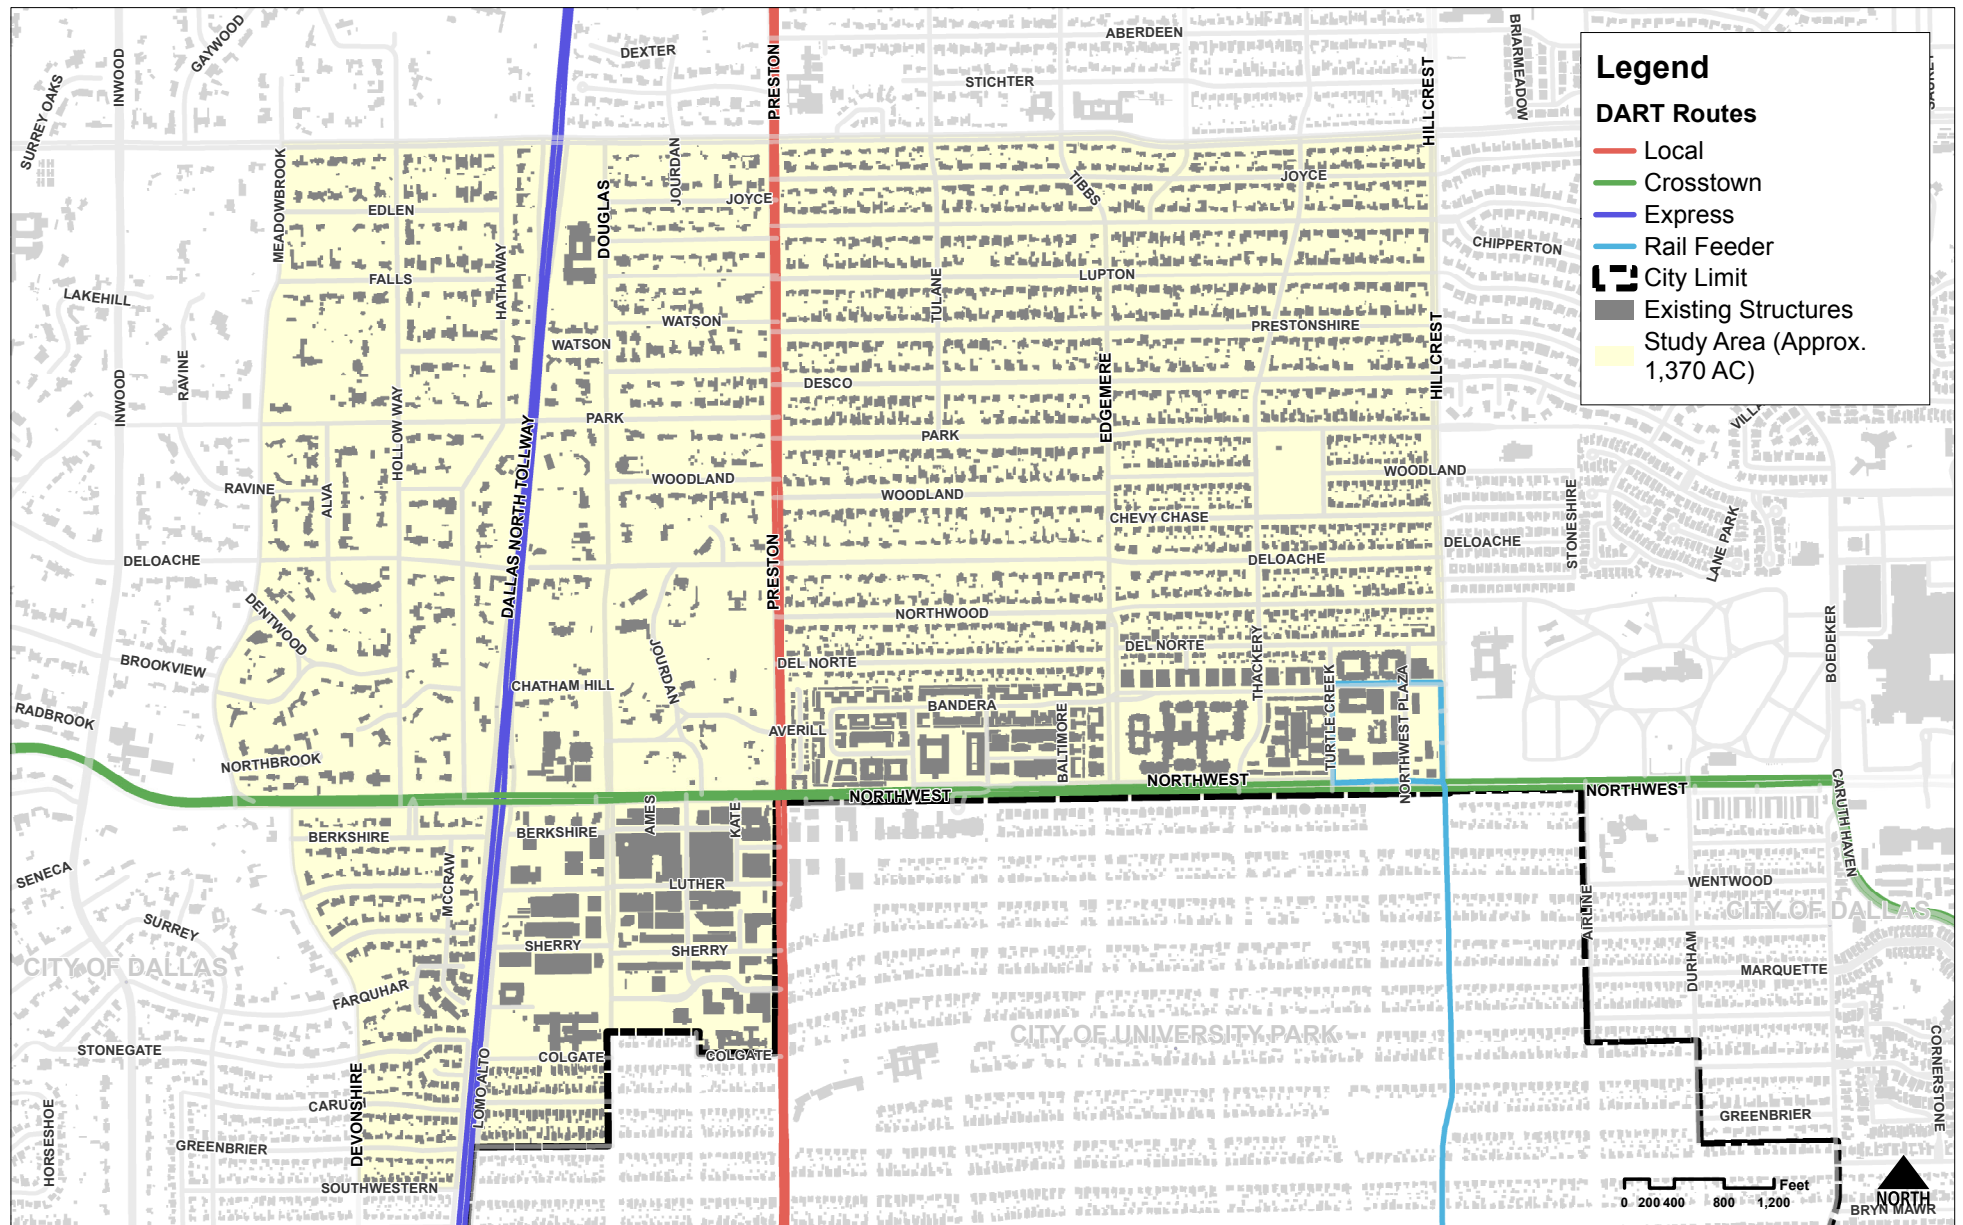 GAYWOOD
DEXTER
ABERDEEN
BRIARMEADOW
INWOOD
PRESTON
STICHTER
HILLCREST
SURREY OAKS
Legend
DART Routes
Local
Crosstown
Express
Rail Feeder
City Limit
Existing Structures
Study Area (Approx.
1,370 AC)
MEADOWBROOK
JOURDAN
JOYCE
TIBBS
JOYCE
EDLEN
DOUGLAS
HATHAWAY
CHIPPERTON
FALLS
LUPTON
TULANE
LAKEHILL
WATSON
PRESTONSHIRE
WATSON
HILLCREST
RAVINE
INWOOD
DESCO
EDGEMERE
HOLLOW WAY
PARK
PARK
VILLA
DALLAS NORTH TOLLWAY
WOODLAND
WOODLAND
WOODLAND
RAVINE
ALVA
CHEVY CHASE
STONESHIRE
LANE PARK
DELOACHE
DELOACHE
DELOACHE
PRESTON
DENTWOOD
NORTHWOOD
BOEDEKER
BROOKVIEW
JOURDAN
DEL NORTE
DEL NORTE
THACKERY
TURTLE CREEK
NORTHWEST PLAZA
CHATHAM HILL
RADBROOK
BANDERA
BALTIMORE
AVERILL
NORTHBROOK
NORTHWEST
NORTHWEST
NORTHWEST
CARUTH HAVEN
BERKSHIRE
BERKSHIRE
AMES
KATE
SENECA
MCCRAW
LUTHER
WENTWOOD
AIRLINE
CITY OF DALLAS
SURREY
SHERRY
SHERRY
DURHAM
CITY OF DALLAS
MARQUETTE
FARQUHAR
CITY OF UNIVERSITY PARK
STONEGATE
COLGATE
COLGATE
LOMO ALTO
CORNERSTONE
DEVONSHIRE
HORSESHOE
GREENBRIER
GREENBRIER
SOUTHWESTERN
Feet
0 200 400 800 1,200
NORTH
BRYN MAWR